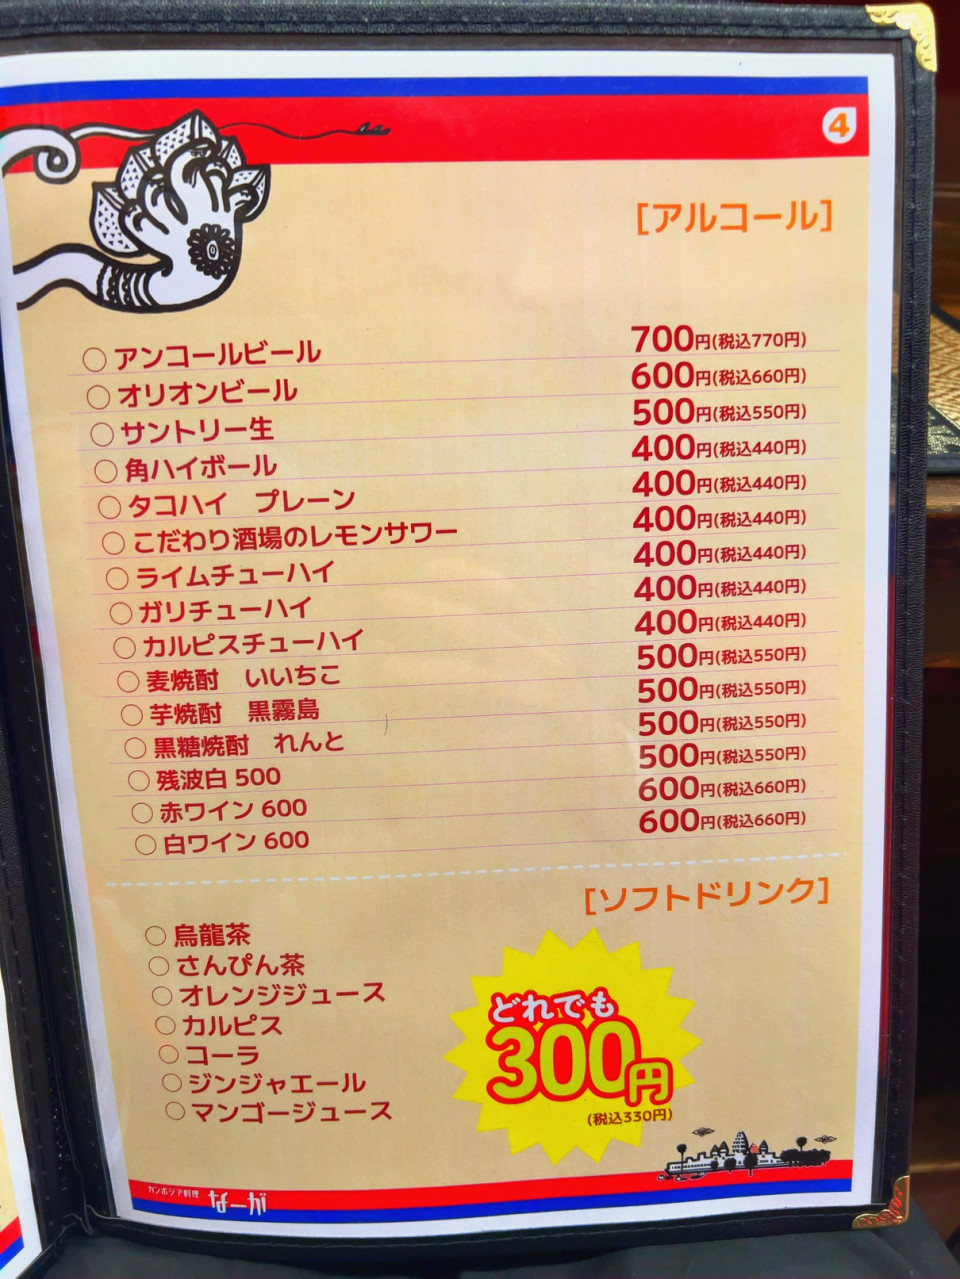 4
[アルコール]
○ アンコールビール 700円(税込770円)
○ オリオンビール 600円(税込660円)
○ サントリー生 500円(税込550円)
○ 角ハイボール 400円(税込440円)
○ タコハイ　プレーン 400円(税込440円)
○ こだわり酒場のレモンサワー 400円(税込440円)
○ ライムチューハイ 400円(税込440円)
○ ガリチューハイ 400円(税込440円)
○ カルピスチューハイ 400円(税込440円)
○ 麦焼酎　いいちこ 500円(税込550円)
○ 芋焼酎　黒霧島 500円(税込550円)
○ 黒糖焼酎　れんと 500円(税込550円)
○ 残波白 500 500円(税込550円)
○ 赤ワイン 600 600円(税込660円)
○ 白ワイン 600 600円(税込660円)
[ソフトドリンク]
○ 烏龍茶
○ さんぴん茶
○ オレンジジュース
○ カルピス
○ コーラ
○ ジンジャエール
○ マンゴージュース
どれでも
300円
(税込330円)
カンボジア料理 なーが